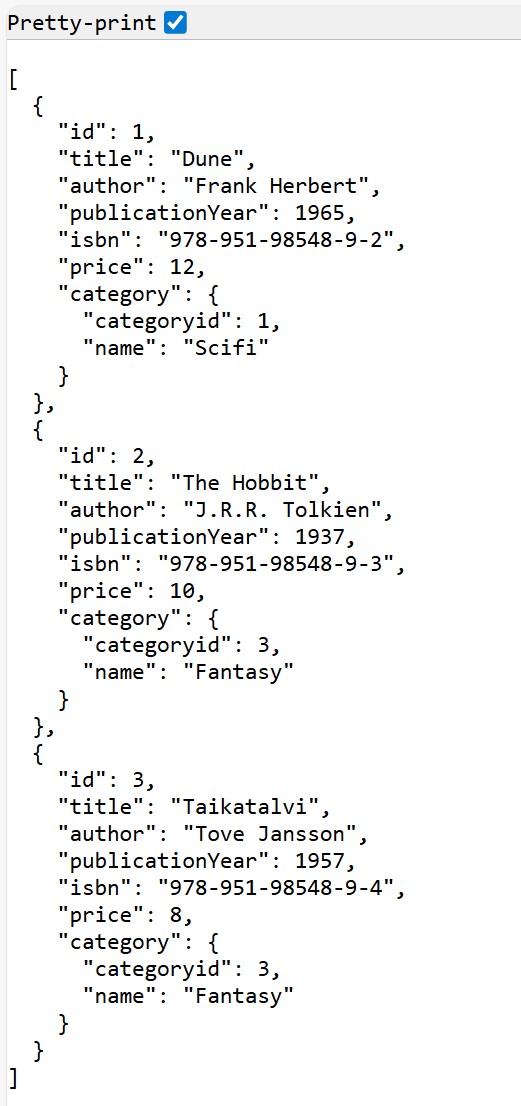 Pretty-print
[
  {
    "id": 1,
    "title": "Dune",
    "author": "Frank Herbert",
    "publicationYear": 1965,
    "isbn": "978-951-98548-9-2",
    "price": 12,
    "category": {
      "categoryid": 1,
      "name": "Scifi"
    }
  },
  {
    "id": 2,
    "title": "The Hobbit",
    "author": "J.R.R. Tolkien",
    "publicationYear": 1937,
    "isbn": "978-951-98548-9-3",
    "price": 10,
    "category": {
      "categoryid": 3,
      "name": "Fantasy"
    }
  },
  {
    "id": 3,
    "title": "Taikatalvi",
    "author": "Tove Jansson",
    "publicationYear": 1957,
    "isbn": "978-951-98548-9-4",
    "price": 8,
    "category": {
      "categoryid": 3,
      "name": "Fantasy"
    }
  }
]